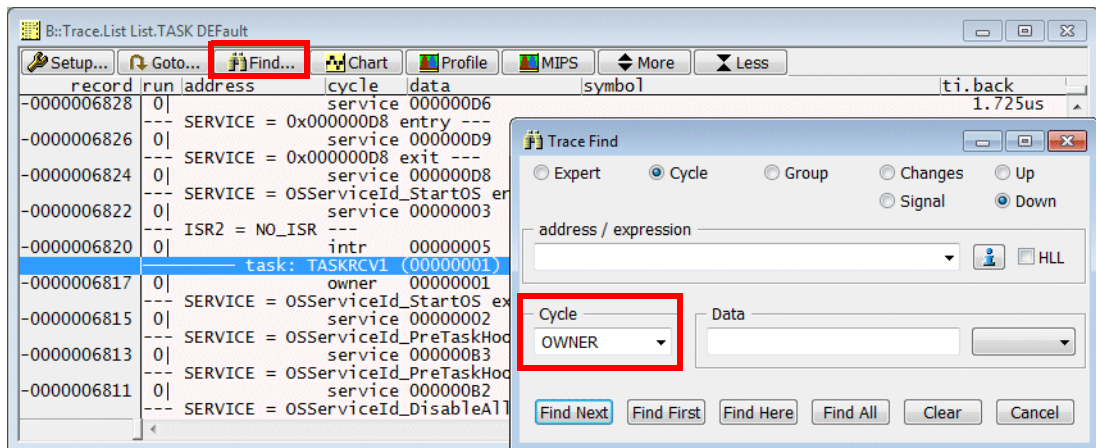 B::Trace.List List.TASK DEFault
Setup... Goto... Find... Chart Profile MIPS More Less
record run address cycle data symbol ti.back
-0000006828 0| service 000000D6 1.725us
--- SERVICE = 0x000000D8 entry ---
-0000006826 0| service 000000D9
--- SERVICE = 0x000000D8 exit ---
-0000006824 0| service 000000D8
--- SERVICE = OSServiceId_StartOS en
-0000006822 0| service 00000003
--- ISR2 = NO_ISR ---
-0000006820 0| intr 00000005
task: TASKRCV1 (00000001)
-0000006817 0| owner 00000001
--- SERVICE = OSServiceId_StartOS ex
-0000006815 0| service 00000002
--- SERVICE = OSServiceId_PreTaskHoo
-0000006813 0| service 000000B3
--- SERVICE = OSServiceId_PreTaskHoo
-0000006811 0| service 000000B2
--- SERVICE = OSServiceId_DisableAll
Trace Find
Expert Cycle Group Changes Up
Signal Down
address / expression
HLL
Cycle Data
OWNER
Find Next Find First Find Here Find All Clear Cancel